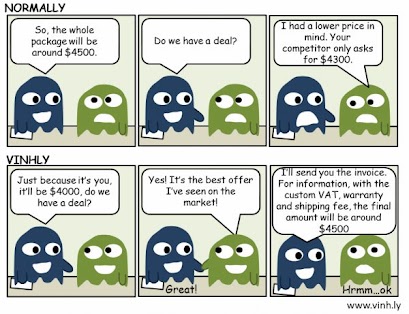 NORMALLY
So, the whole
package will be
around $4500.
Do we have a deal?
I had a lower price in
mind. Your
competitor only asks
for $4300.
VINHLY
Just because it's you,
it'll be $4000, do we
have a deal?
Yes! It's the best offer
I've seen on the
market!
Great!
I'll send you the invoice.
For information, with the
custom VAT, warranty
and shipping fee, the final
amount will be around
$4500
Hrmm...ok
www.vinh.ly